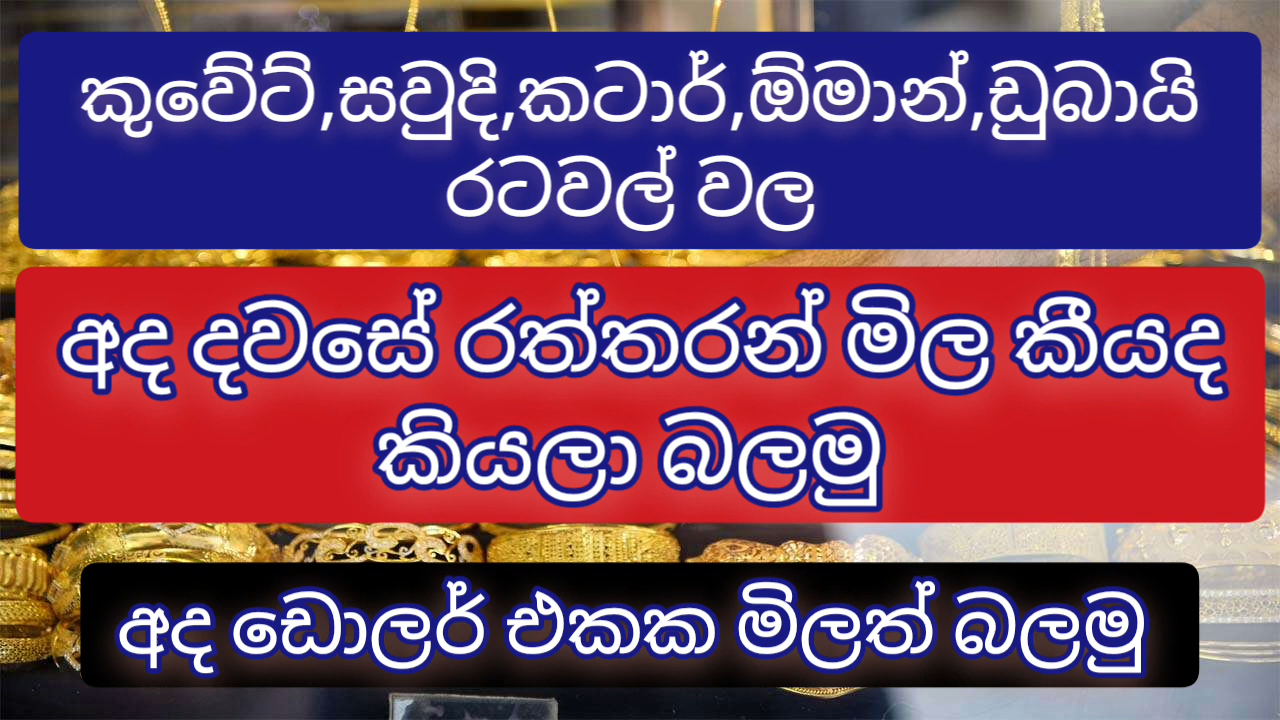 කුවේට්,සවුදි,කටාර්,ඕමාන්,ඩුබායි
රටවල් වල
අද දවසේ රත්තරන් මිල කීයද
කියලා බලමු
අද ඩොලර් එකක මිලත් බලමු